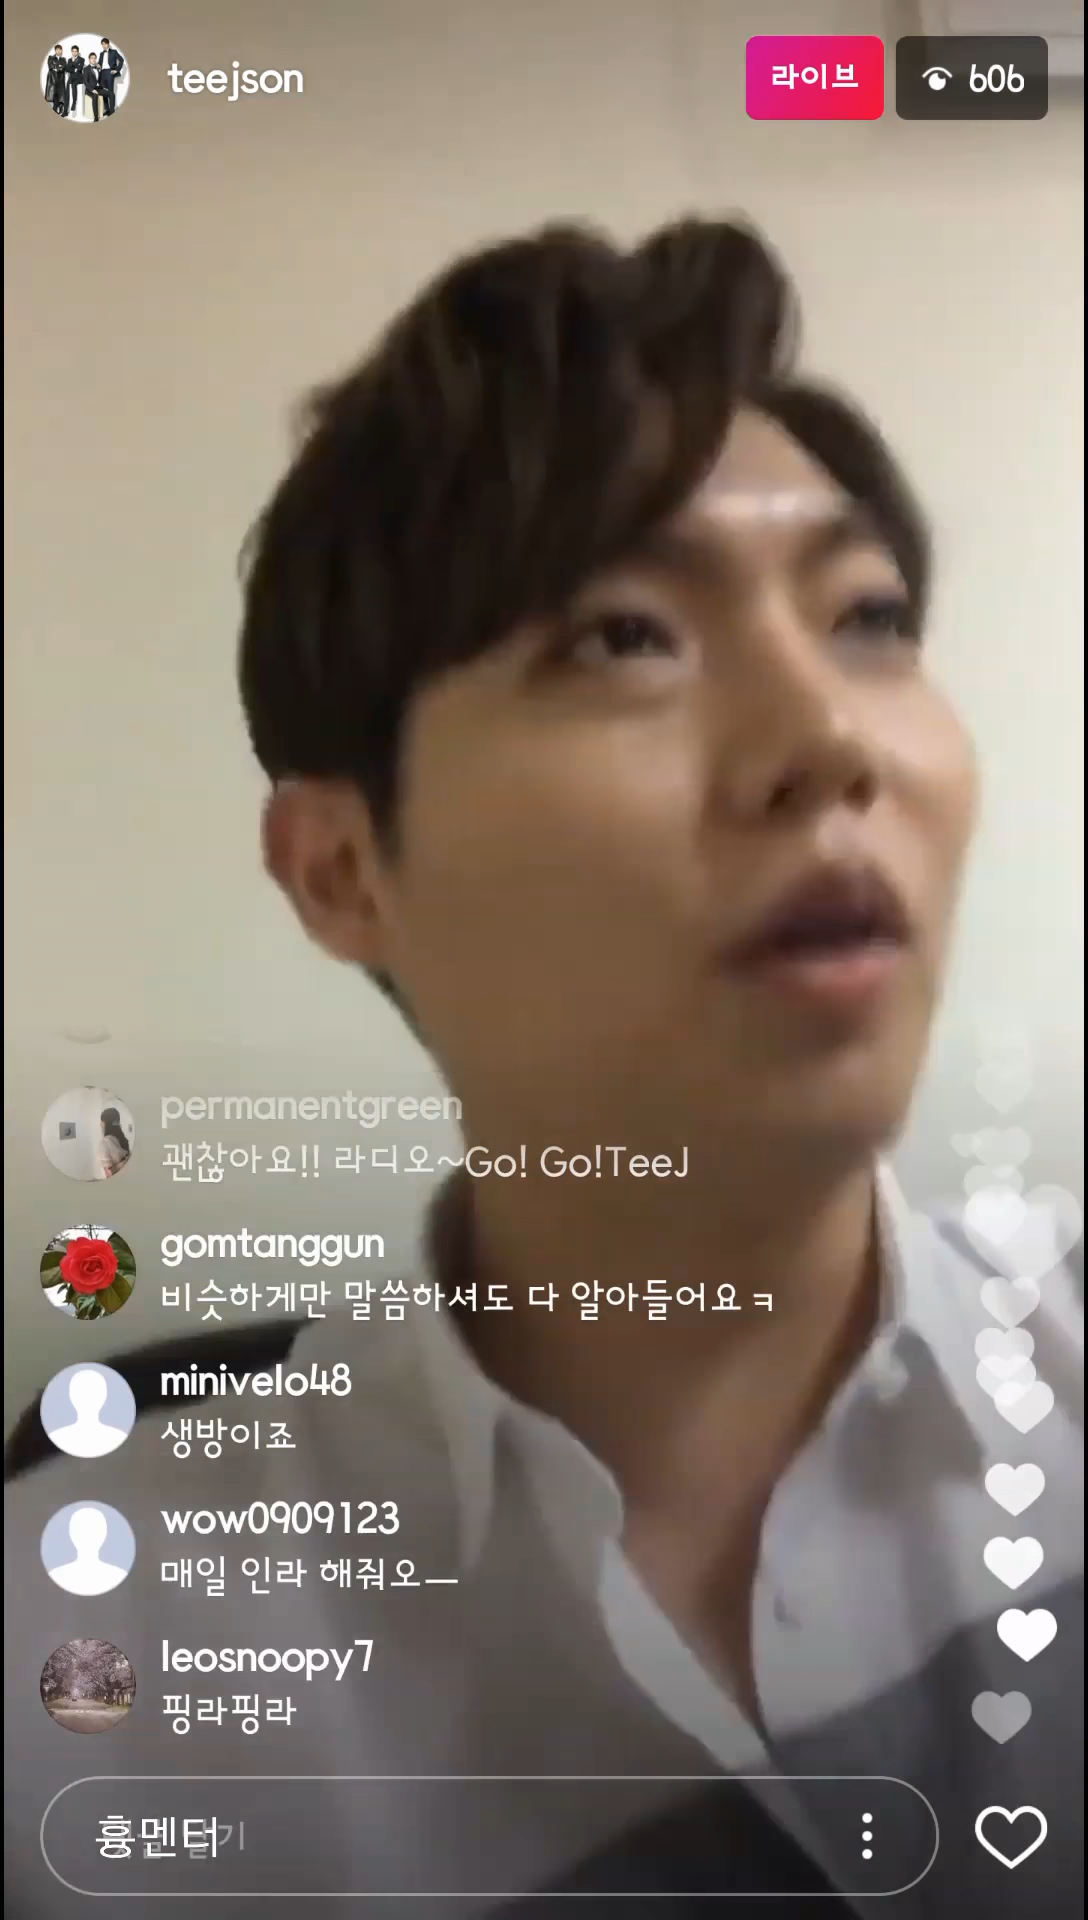 teejson
라이브
606
permanentgreen
괜찮아요!! 라디오~Go! Go!TeeJ
gomtanggun
비슷하게만 말씀하셔도 다 알아들어요 ㅋ
minivelo48
생방이죠
wow0909123
매일 인라 해줘오ㅡ
leosnoopy7
핑라핑라
흉멘터